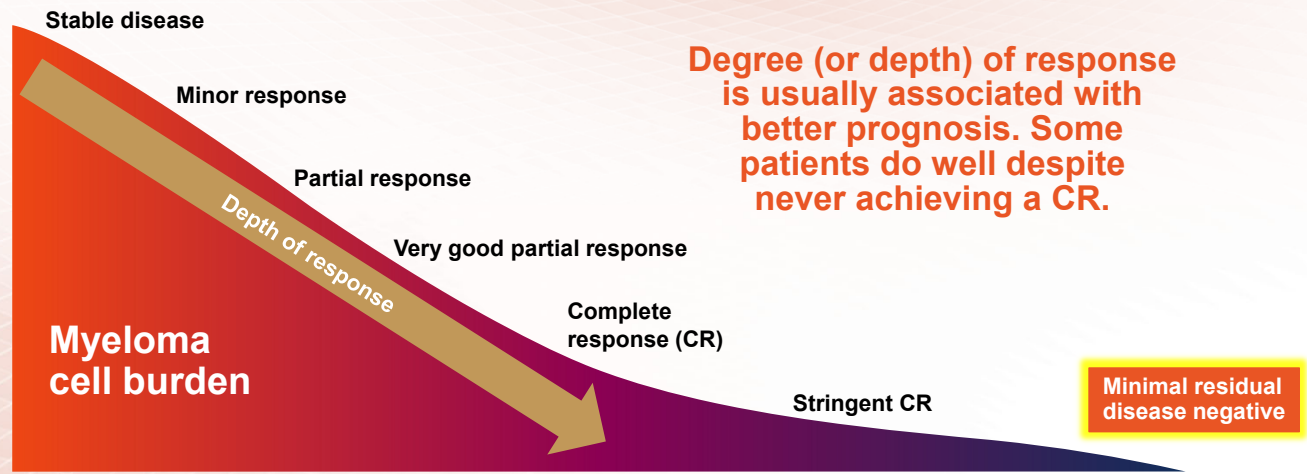 Stable disease
Degree (or depth) of response
is usually associated with
better prognosis. Some
patients do well despite
never achieving a CR.
Minor response
Partial response
Depth of response
Very good partial response
Complete
response (CR)
Myeloma
cell burden
Minimal residual
disease negative
Stringent CR